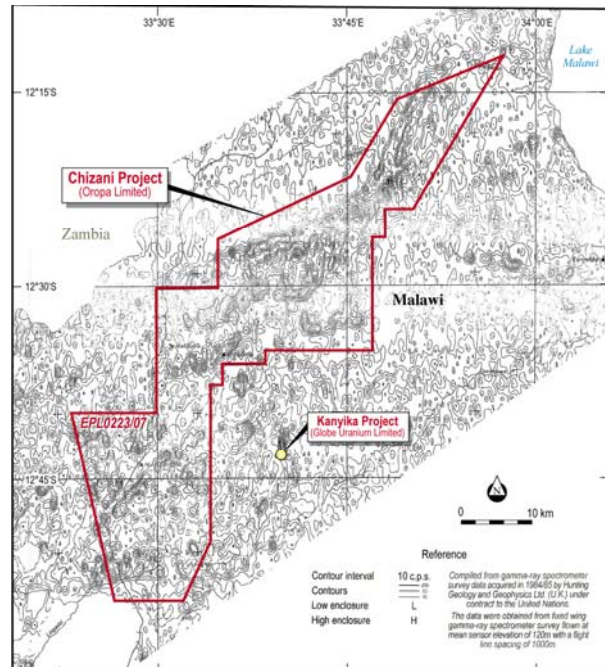 33°30'
33°45'
34°00'
Lake
Malawi
12°15'S
Chizani Project
(Oropa Limited)
Zambia
12°30'S
Malawi
EPL0223/07
Kanyika Project
(Globe Uranium Limited)
12°45'S
N
0 10 km
Reference
Contour interval 10 c.p.s.
Contours
Low enclosure L
High enclosure H
Compiled from gamma-ray spectrometer
survey data acquired in 1984/85 by Hunting
Geology and Geophysics Ltd. (U.K.) under
contract to the United Nations.
The data were obtained from fixed wing
gamma-ray spectrometer survey flown at
mean sensor elevation of 120m with a flight
line spacing of 1000m.